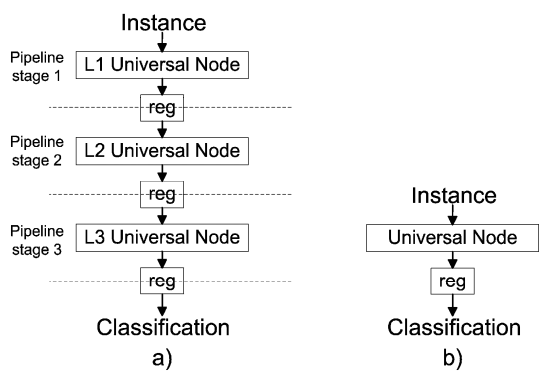 Instance
Pipeline
stage 1
L1 Universal Node
reg
Pipeline
stage 2
L2 Universal Node
reg
Pipeline
stage 3
L3 Universal Node
reg
Classification
a)
Instance
Universal Node
reg
Classification
b)